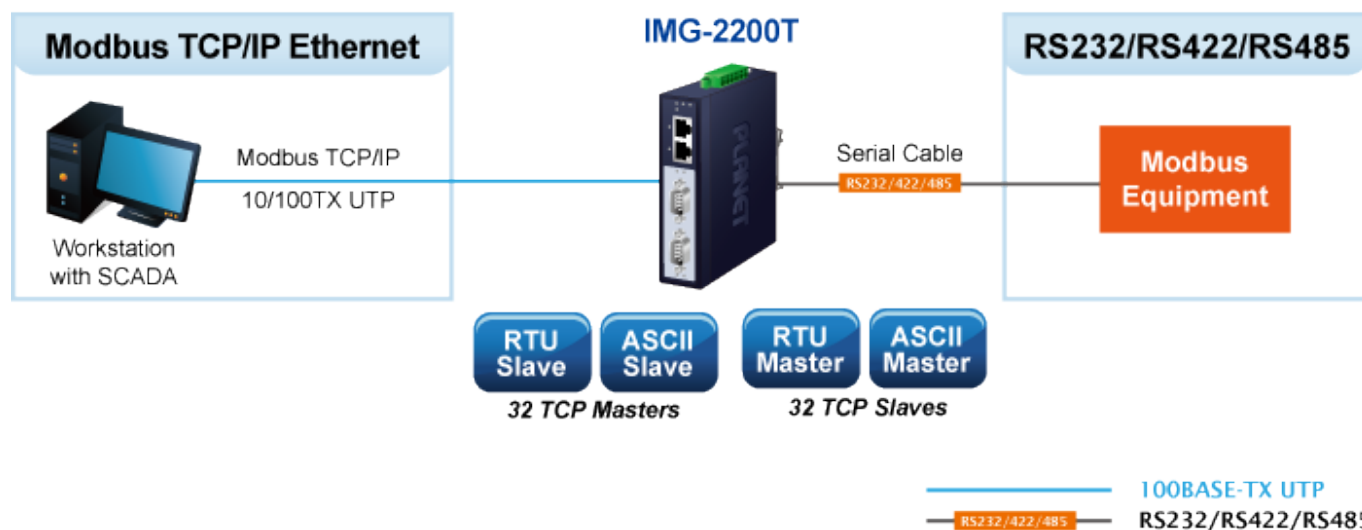 Modbus TCP/IP Ethernet
IMG-2200T
RS232/RS422/RS485
Modbus TCP/IP
10/100TX UTP
Workstation
with SCADA
PLANET
Serial Cable
RS232/422/485
Modbus
Equipment
RTU
Slave
ASCII
Slave
RTU
Master
ASCII
Master
32 TCP Masters
32 TCP Slaves
100BASE-TX UTP
RS232/422/485
RS232/RS422/RS485